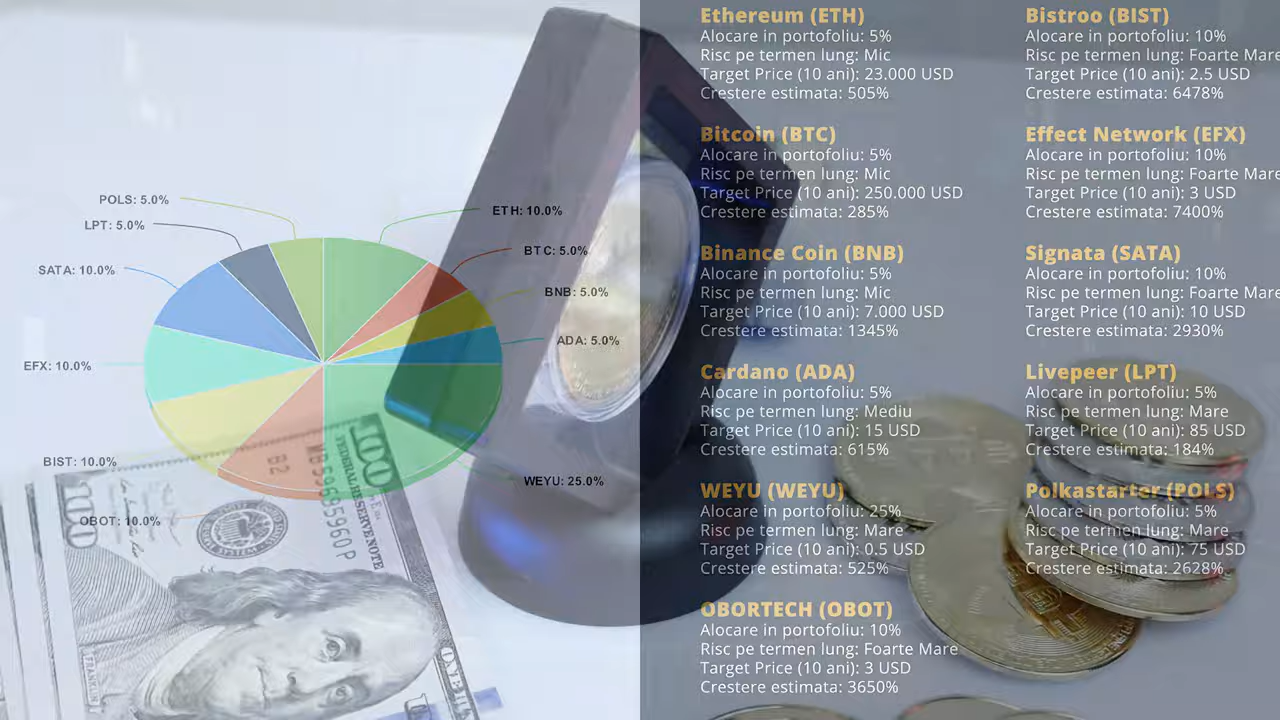 POLS: 5.0%
LPT: 5.0%
SATA: 10.0%
EFX: 10.0%
BIST: 10.0%
OBOT: 10.0%
ETH: 10.0%
BTC: 5.0%
BNB: 5.0%
ADA: 5.0%
WEYU: 25.0%
100
FEDERAL RESERVE NOTE
B2
100
Ethereum (ETH)
Alocare in portofoliu: 5%
Risc pe termen lung: Mic
Target Price (10 ani): 23.000 USD
Crestere estimata: 505%
Bitcoin (BTC)
Alocare in portofoliu: 5%
Risc pe termen lung: Mic
Target Price (10 ani): 250.000 USD
Crestere estimata: 285%
Binance Coin (BNB)
Alocare in portofoliu: 5%
Risc pe termen lung: Mic
Target Price (10 ani): 7.000 USD
Crestere estimata: 1345%
Cardano (ADA)
Alocare in portofoliu: 5%
Risc pe termen lung: Mediu
Target Price (10 ani): 15 USD
Crestere estimata: 615%
WEYU (WEYU)
Alocare in portofoliu: 25%
Risc pe termen lung: Mare
Target Price (10 ani): 0.5 USD
Crestere estimata: 525%
OBORTECH (OBOT)
Alocare in portofoliu: 10%
Risc pe termen lung: Foarte Mare
Target Price (10 ani): 3 USD
Crestere estimata: 3650%
Bistroo (BIST)
Alocare in portofoliu: 10%
Risc pe termen lung: Foarte Mare
Target Price (10 ani): 2.5 USD
Crestere estimata: 6478%
Effect Network (EFX)
Alocare in portofoliu: 10%
Risc pe termen lung: Foarte Mare
Target Price (10 ani): 3 USD
Crestere estimata: 7400%
Signata (SATA)
Alocare in portofoliu: 10%
Risc pe termen lung: Foarte Mare
Target Price (10 ani): 10 USD
Crestere estimata: 2930%
Livepeer (LPT)
Alocare in portofoliu: 5%
Risc pe termen lung: Mare
Target Price (10 ani): 85 USD
Crestere estimata: 184%
Polkastarter (POLS)
Alocare in portofoliu: 5%
Risc pe termen lung: Mare
Target Price (10 ani): 75 USD
Crestere estimata: 2628%